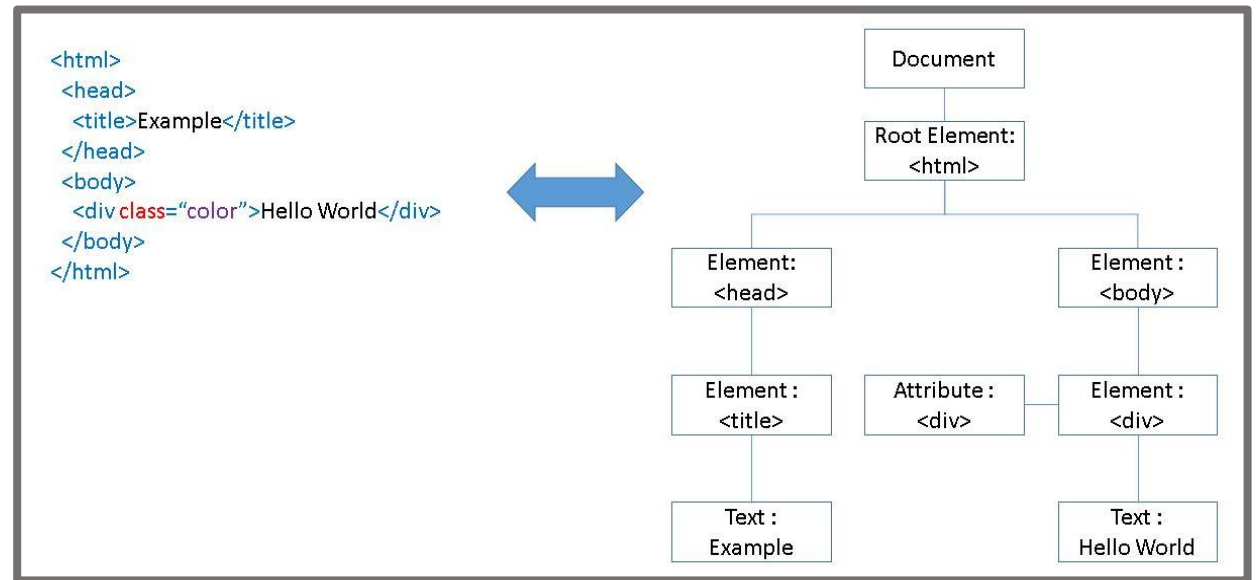 <html>
<head>
<title>Example</title>
</head>
<body>
<div class=“color”>Hello World</div>
</body>
</html>
Document
Root Element:
<html>
Element:
<head>
Element :
<body>
Element :
<title>
Attribute :
<div>
Element :
<div>
Text :
Example
Text :
Hello World